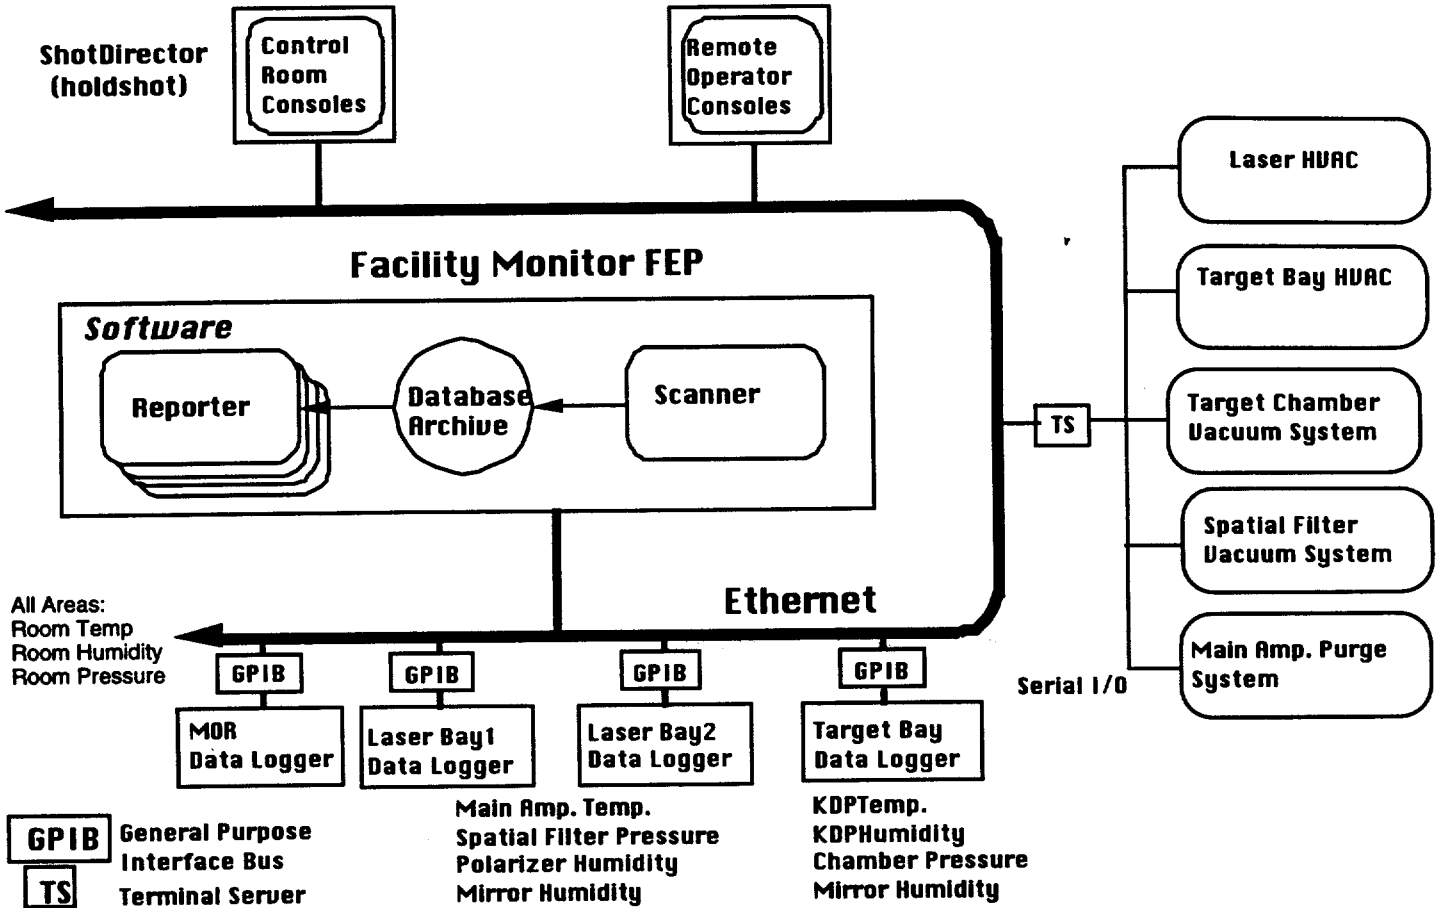 ShotDirector
(holdshot)
Control
Room
Consoles
Remote
Operator
Consoles
Laser HVAC
Target Bay HVAC
Target Chamber
Vacuum System
Spatial Filter
Vacuum System
Main Amp. Purge
System
Facility Monitor FEP
Software
Reporter
Database
Archive
Scanner
TS
Ethernet
Serial I/O
All Areas:
Room Temp
Room Humidity
Room Pressure
GPIB
GPIB
GPIB
GPIB
MOR
Data Logger
Laser Bay1
Data Logger
Laser Bay2
Data Logger
Target Bay
Data Logger
Main Amp. Temp.
Spatial Filter Pressure
Polarizer Humidity
Mirror Humidity
KDPTemp.
KDPHumidity
Chamber Pressure
Mirror Humidity
GPIB General Purpose
Interface Bus
TS Terminal Server